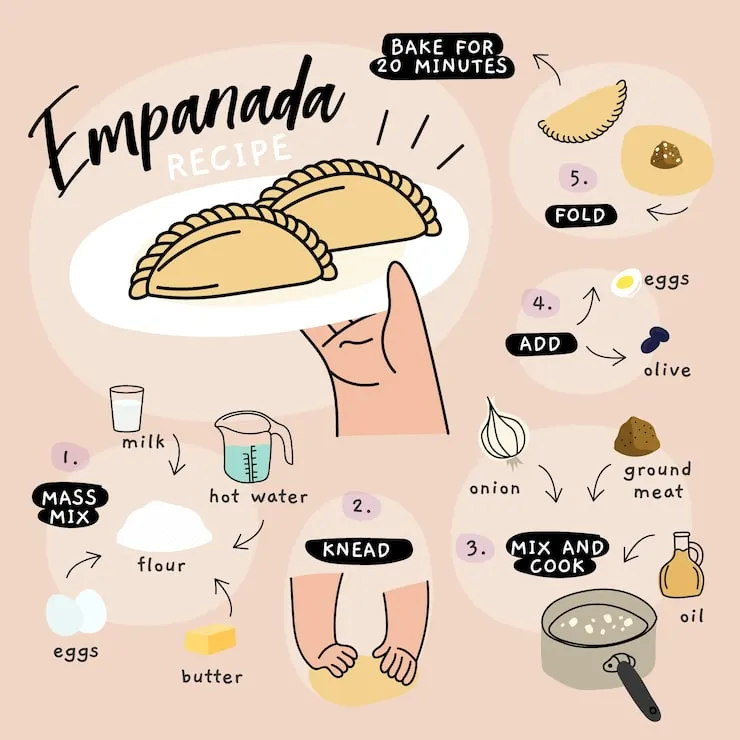 Empanada
RECIPE
1.
MASS
MIX
milk
hot water
flour
eggs
butter
2.
KNEAD
3.
MIX AND
COOK
onion
ground
meat
oil
4.
ADD
eggs
olive
5.
FOLD
BAKE FOR
20 MINUTES